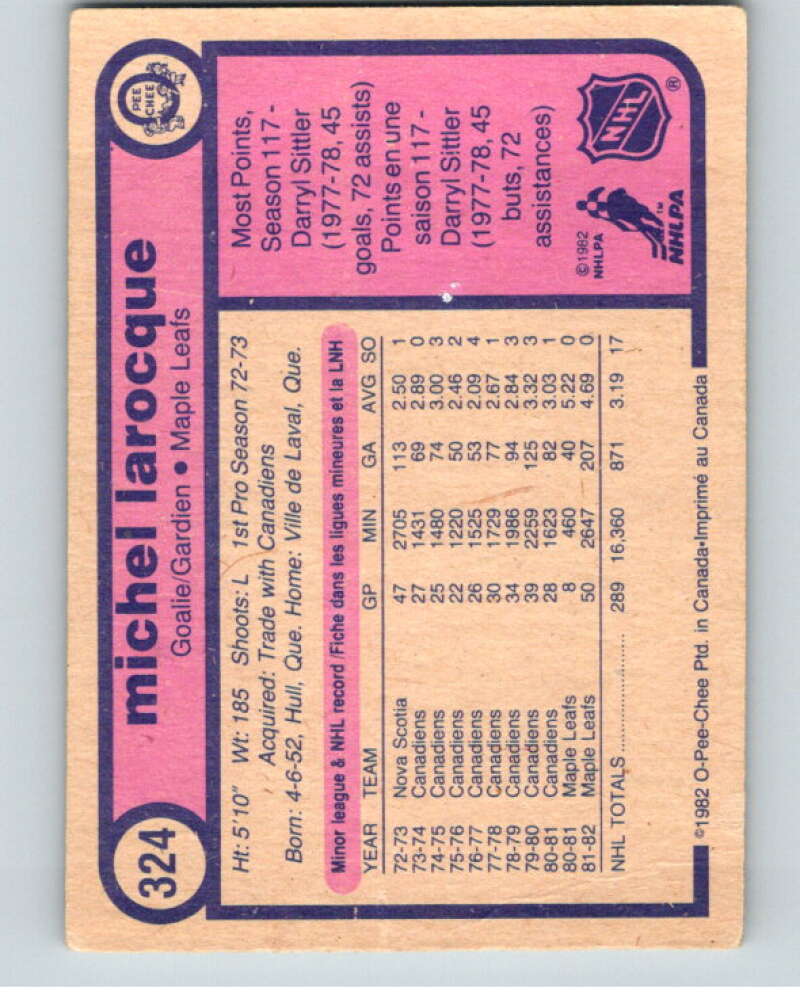 324
michel larocque
Goalie/Gardien • Maple Leafs
O
PEE
CHEE
Ht: 5'10" Wt: 185 Shoots: L 1st Pro Season 72-73
Acquired: Trade with Canadiens
Born: 4-6-52, Hull, Que. Home: Ville de Laval, Que.
Minor league & NHL record/Fiche dans les ligues mineures et la LNH
YEAR TEAM GP MIN GA AVG SO
72-73 Nova Scotia 47 2705 113 2.50 1
73-74 Canadiens 27 1431 69 2.89 0
74-75 Canadiens 25 1480 74 3.00 3
75-76 Canadiens 22 1220 50 2.46 2
76-77 Canadiens 26 1525 53 2.09 4
77-78 Canadiens 30 1729 77 2.67 1
78-79 Canadiens 34 1986 94 2.84 3
79-80 Canadiens 39 2259 125 3.32 3
80-81 Canadiens 28 1623 82 3.03 1
80-81 Maple Leafs 8 460 40 5.22 0
81-82 Maple Leafs 50 2647 207 4.69 0
NHL TOTALS .................... 289 16,360 871 3.19 17
Most Points,
Season 117 -
Darryl Sittler
(1977-78, 45
goals, 72 assists)
Points en une
saison 117 -
Darryl Sittler
(1977-78, 45
buts, 72
assistances)
©1982
NHLPA
NHLPA™
NHL®
©1982 O-Pee-Chee Ptd. in Canada•Imprimé au Canada